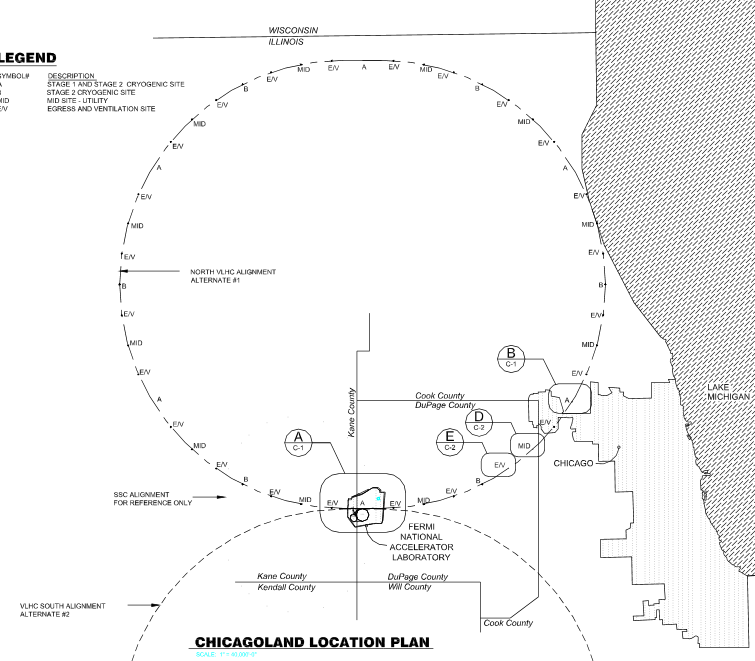 WISCONSIN
ILLINOIS
LEGEND
SYMBOL# DESCRIPTION
A STAGE 1 AND STAGE 2 CRYOGENIC SITE
B STAGE 2 CRYOGENIC SITE
MID MID SITE - UTILITY
E/V EGRESS AND VENTILATION SITE
MID E/V A E/V MID
E/V E/V
B B
E/V E/V
MID MID
E/V E/V
A A
E/V E/V
MID MID
E/V E/V
NORTH VLHC ALIGNMENT
ALTERNATE #1
B B
E/V E/V
MID MID
B
C-1
E/V E/V
LAKE
MICHIGAN
A A
Kane County
Cook County
DuPage County
D
C-2
E/V E/V
A
C-1
E
C-2
MID MID
CHICAGO
E/V E/V
B B
SSC ALIGNMENT
FOR REFERENCE ONLY
E/V E/V
MID E/V A E/V MID
FERMI
NATIONAL
ACCELERATOR
LABORATORY
Kane County DuPage County
Kendall County Will County
VLHC SOUTH ALIGNMENT
ALTERNATE #2
Cook County
CHICAGOLAND LOCATION PLAN